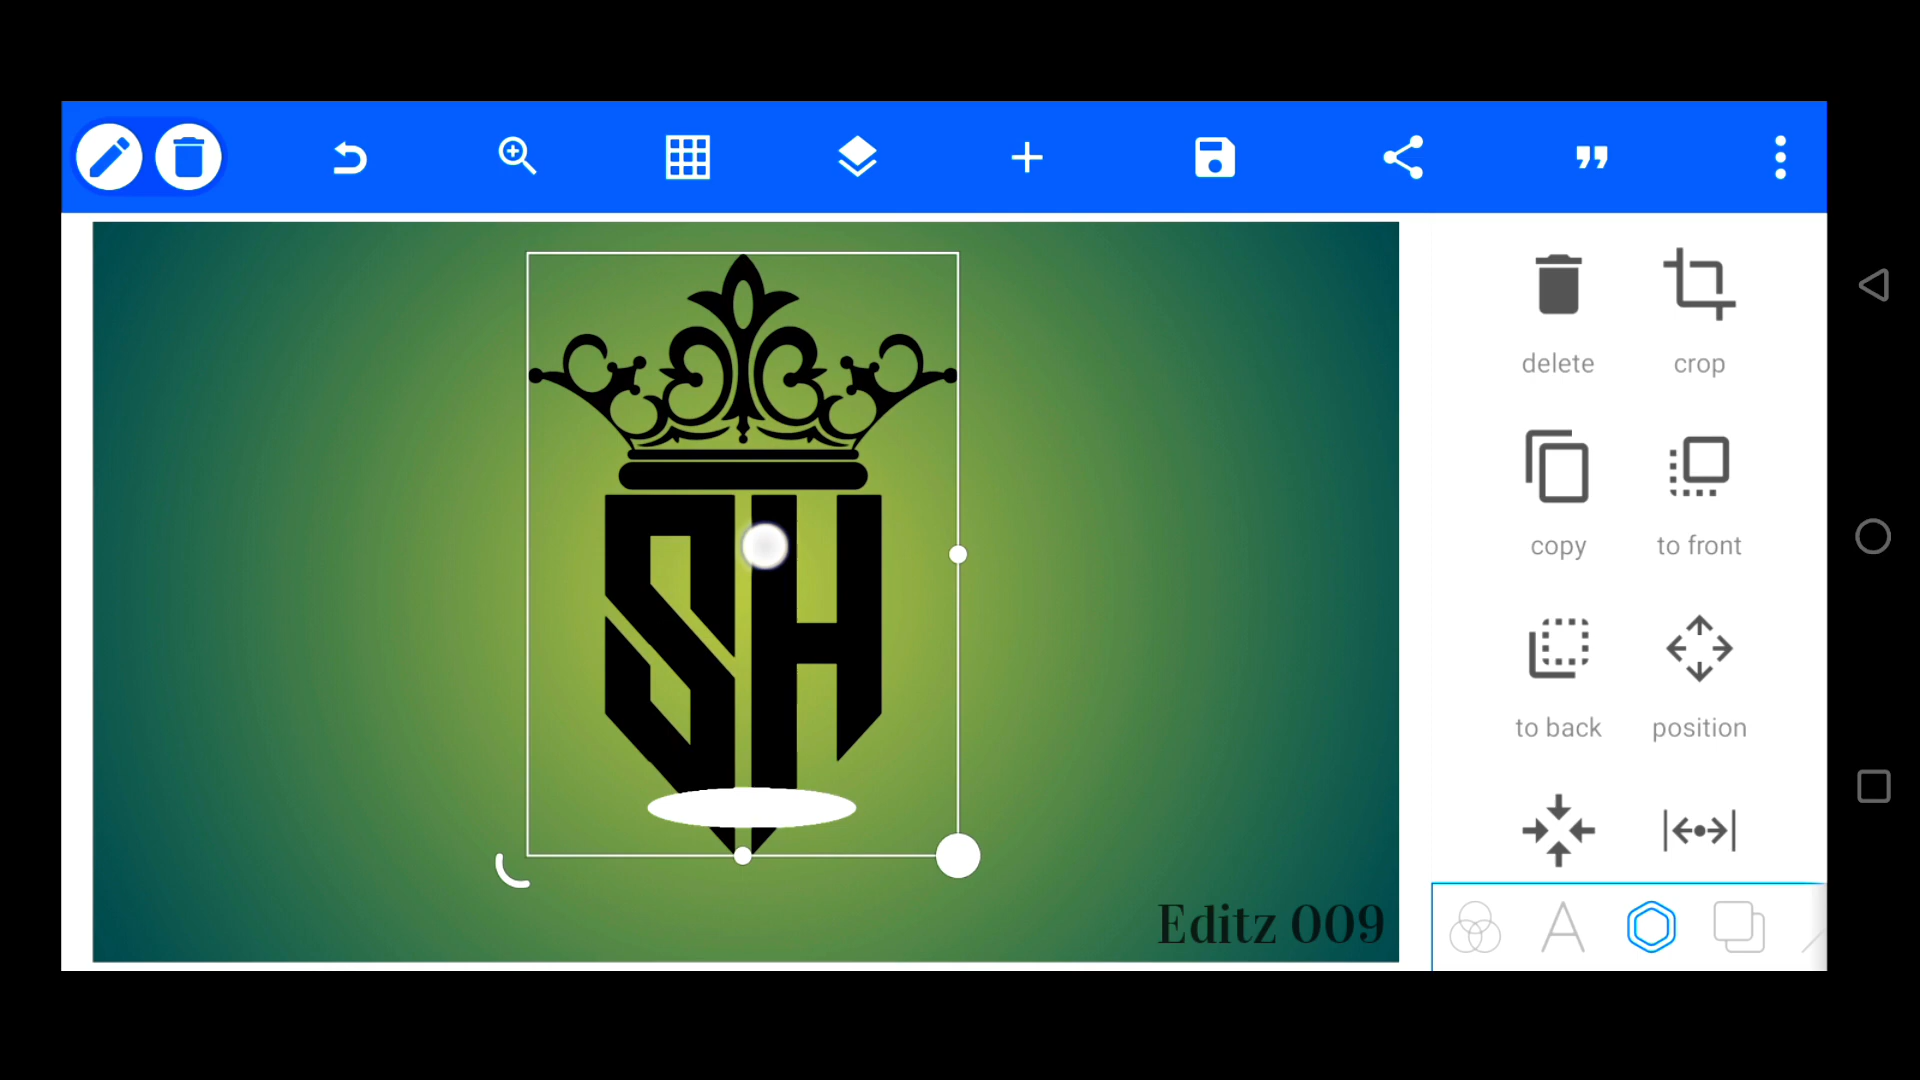 delete crop
copy to front
SH
to back position
Editz 009